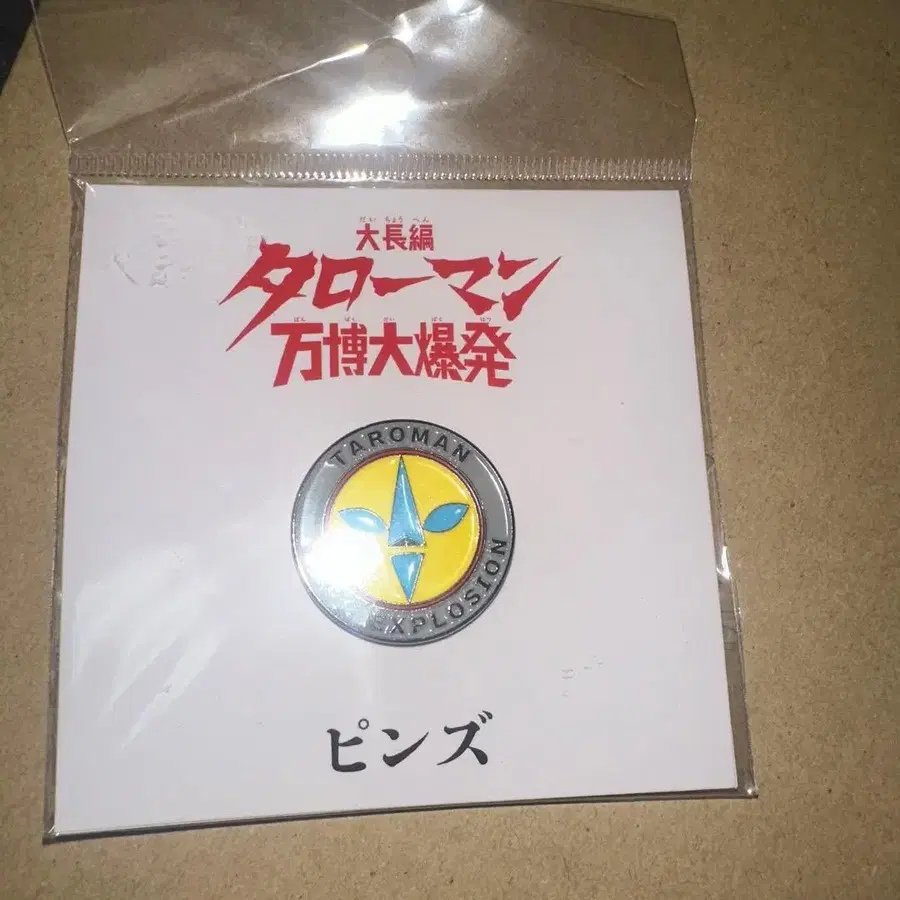 だいちょうへん
大長編
タローマン
ばんぱくだいばくはつ
万博大爆発
TAROMAN
EXPLOSION
ピンズ